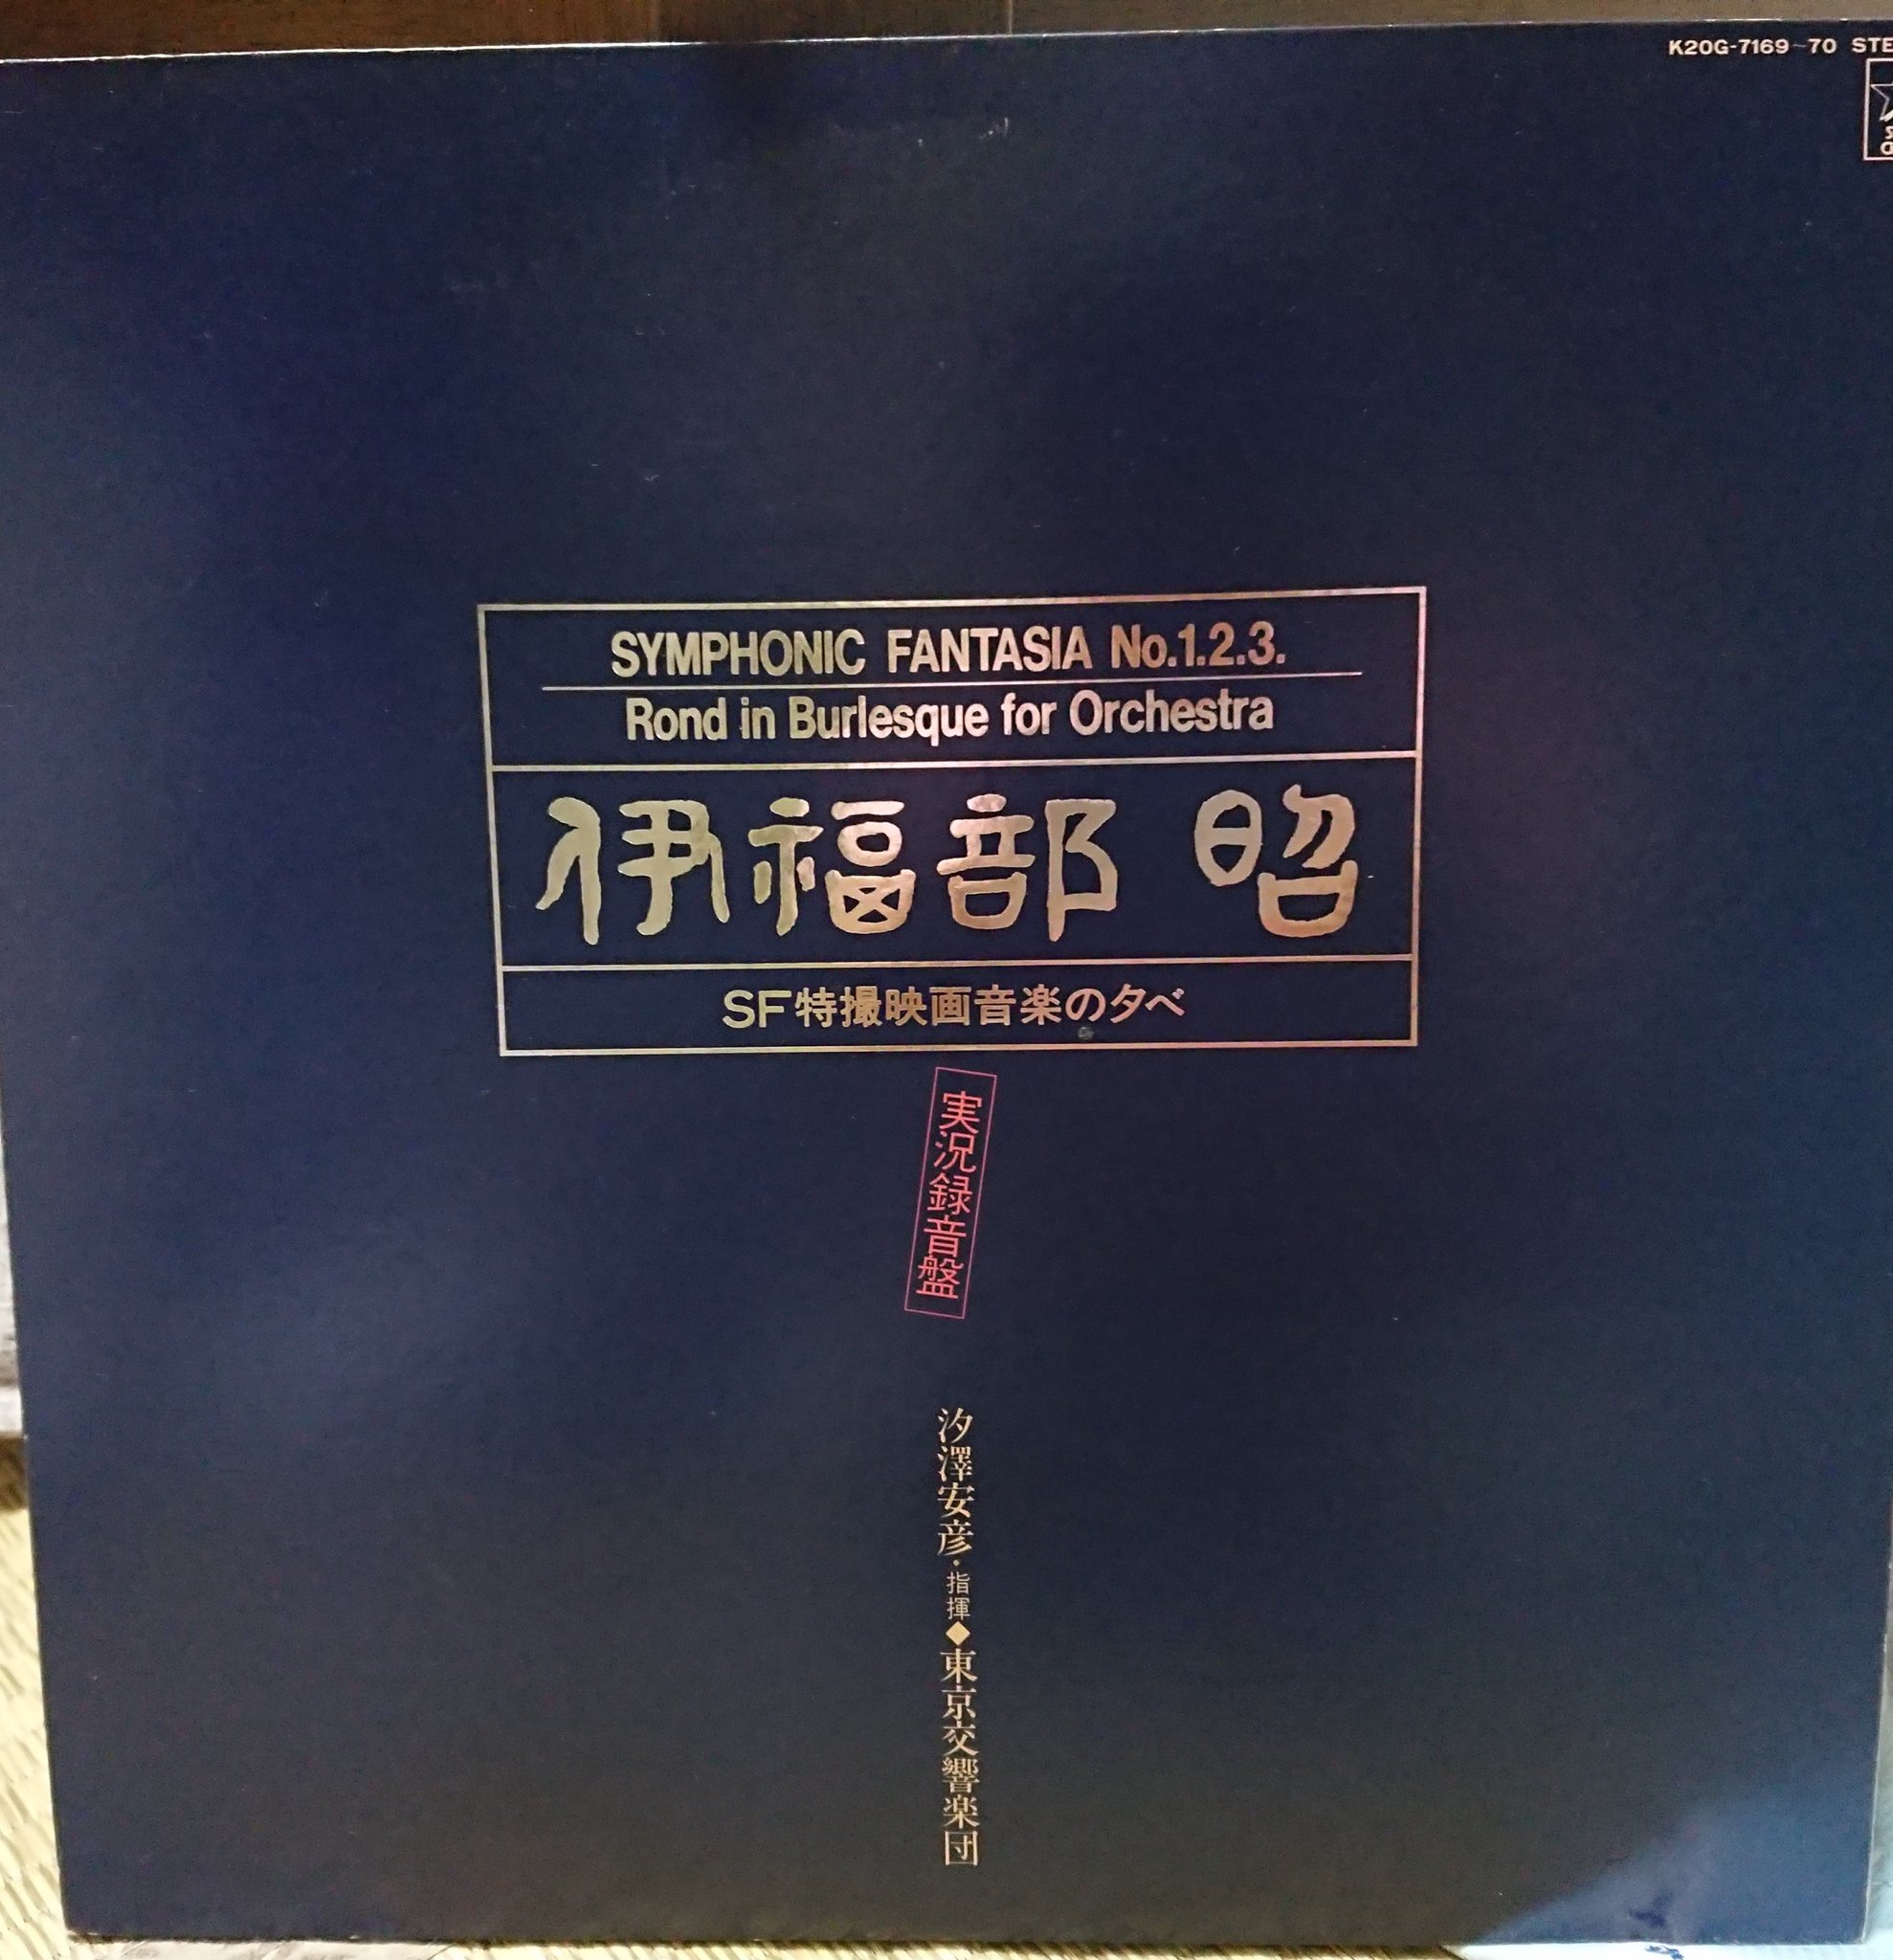 K20G-7169~70 STE
SYMPHONIC FANTASIA No.1.2.3.
Rond in Burlesque for Orchestra
伊福部 昭
SF特撮映画音楽の夕べ
実況録音盤
汐澤安彦・指揮◆東京交響楽団